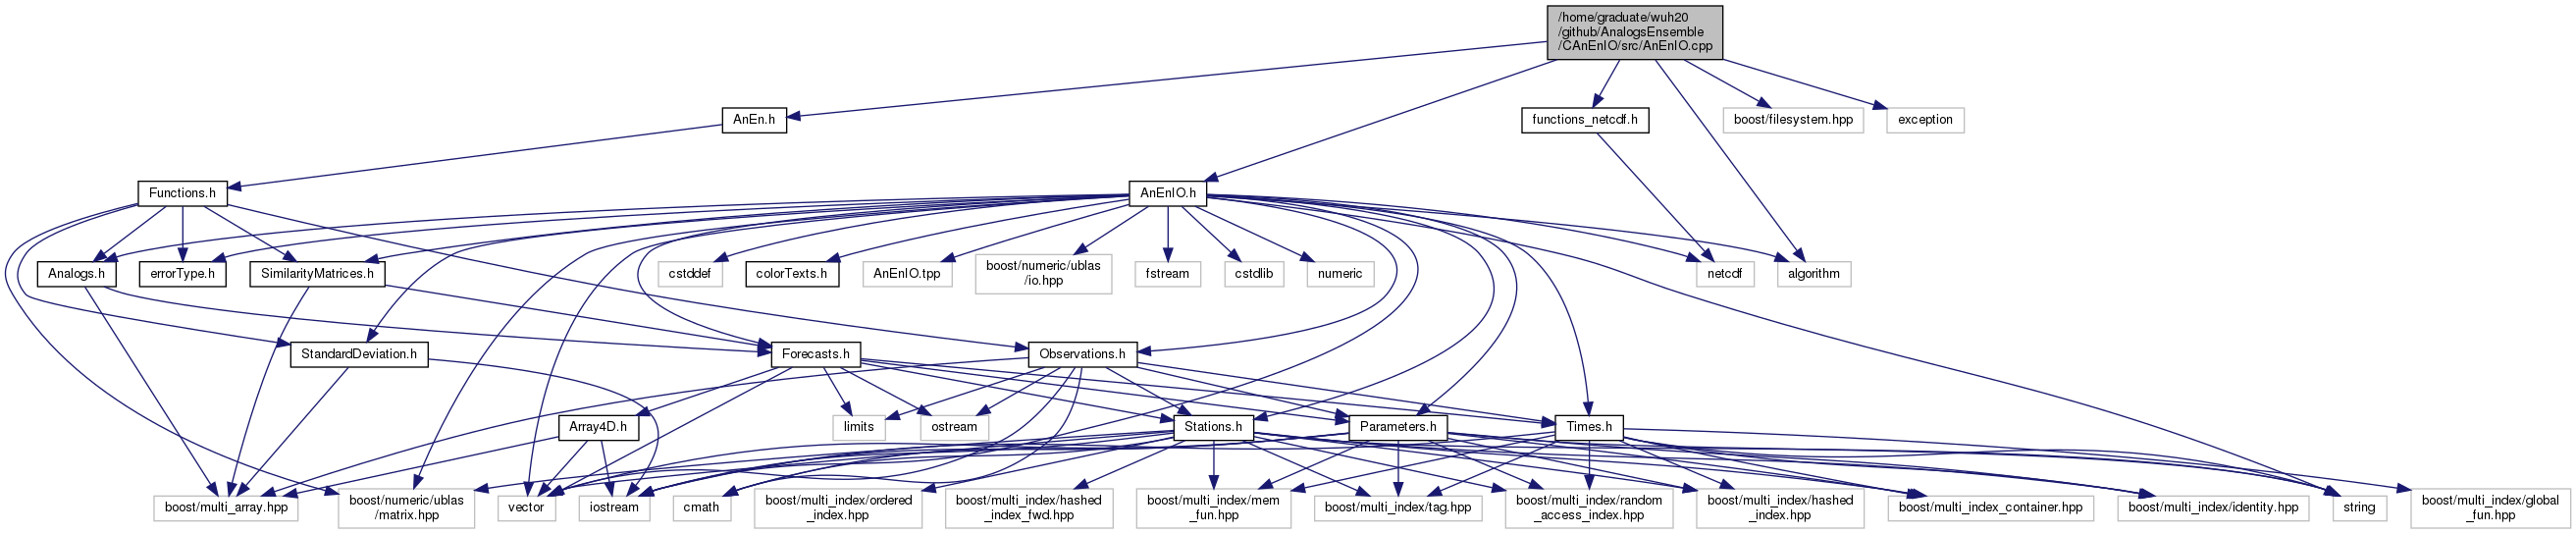 /home/graduate/wuh20
/github/AnalogsEnsemble
/CAnEnIO/src/AnEnIO.cpp
AnEn.h
functions_netcdf.h
boost/filesystem.hpp
exception
Functions.h
AnEnIO.h
Analogs.h
errorType.h
SimilarityMatrices.h
cstddef
colorTexts.h
AnEnIO.tpp
boost/numeric/ublas
/io.hpp
fstream
cstdlib
numeric
netcdf
algorithm
StandardDeviation.h
Forecasts.h
Observations.h
Array4D.h
limits
ostream
Stations.h
Parameters.h
Times.h
boost/multi_array.hpp
boost/numeric/ublas
/matrix.hpp
vector
iostream
cmath
boost/multi_index/ordered
_index.hpp
boost/multi_index/hashed
_index_fwd.hpp
boost/multi_index/mem
_fun.hpp
boost/multi_index/tag.hpp
boost/multi_index/random
_access_index.hpp
boost/multi_index/hashed
_index.hpp
boost/multi_index_container.hpp
boost/multi_index/identity.hpp
string
boost/multi_index/global
_fun.hpp